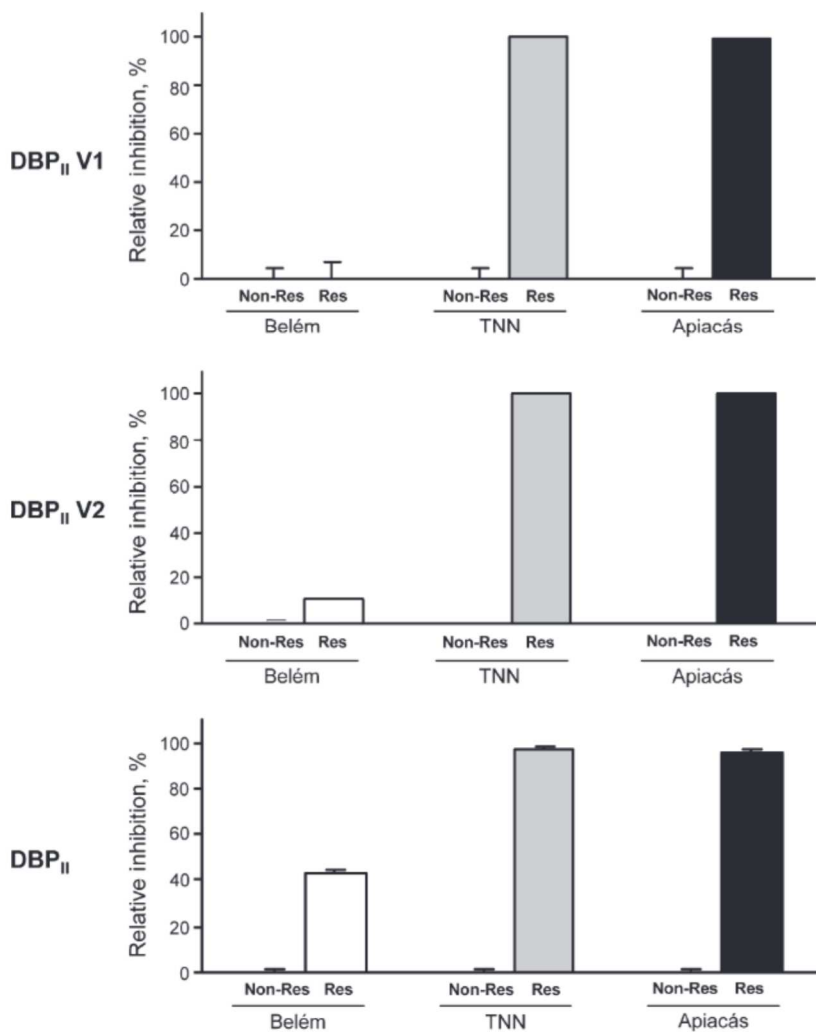 DBPII V1
Relative inhibition, %
100
80
60
40
20
0
Non-Res Res Non-Res Res Non-Res Res
Belém TNN Apiacás
DBPII V2
Relative inhibition, %
100
80
60
40
20
0
Non-Res Res Non-Res Res Non-Res Res
Belém TNN Apiacás
DBPII
Relative inhibition, %
100
80
60
40
20
0
Non-Res Res Non-Res Res Non-Res Res
Belém TNN Apiacás